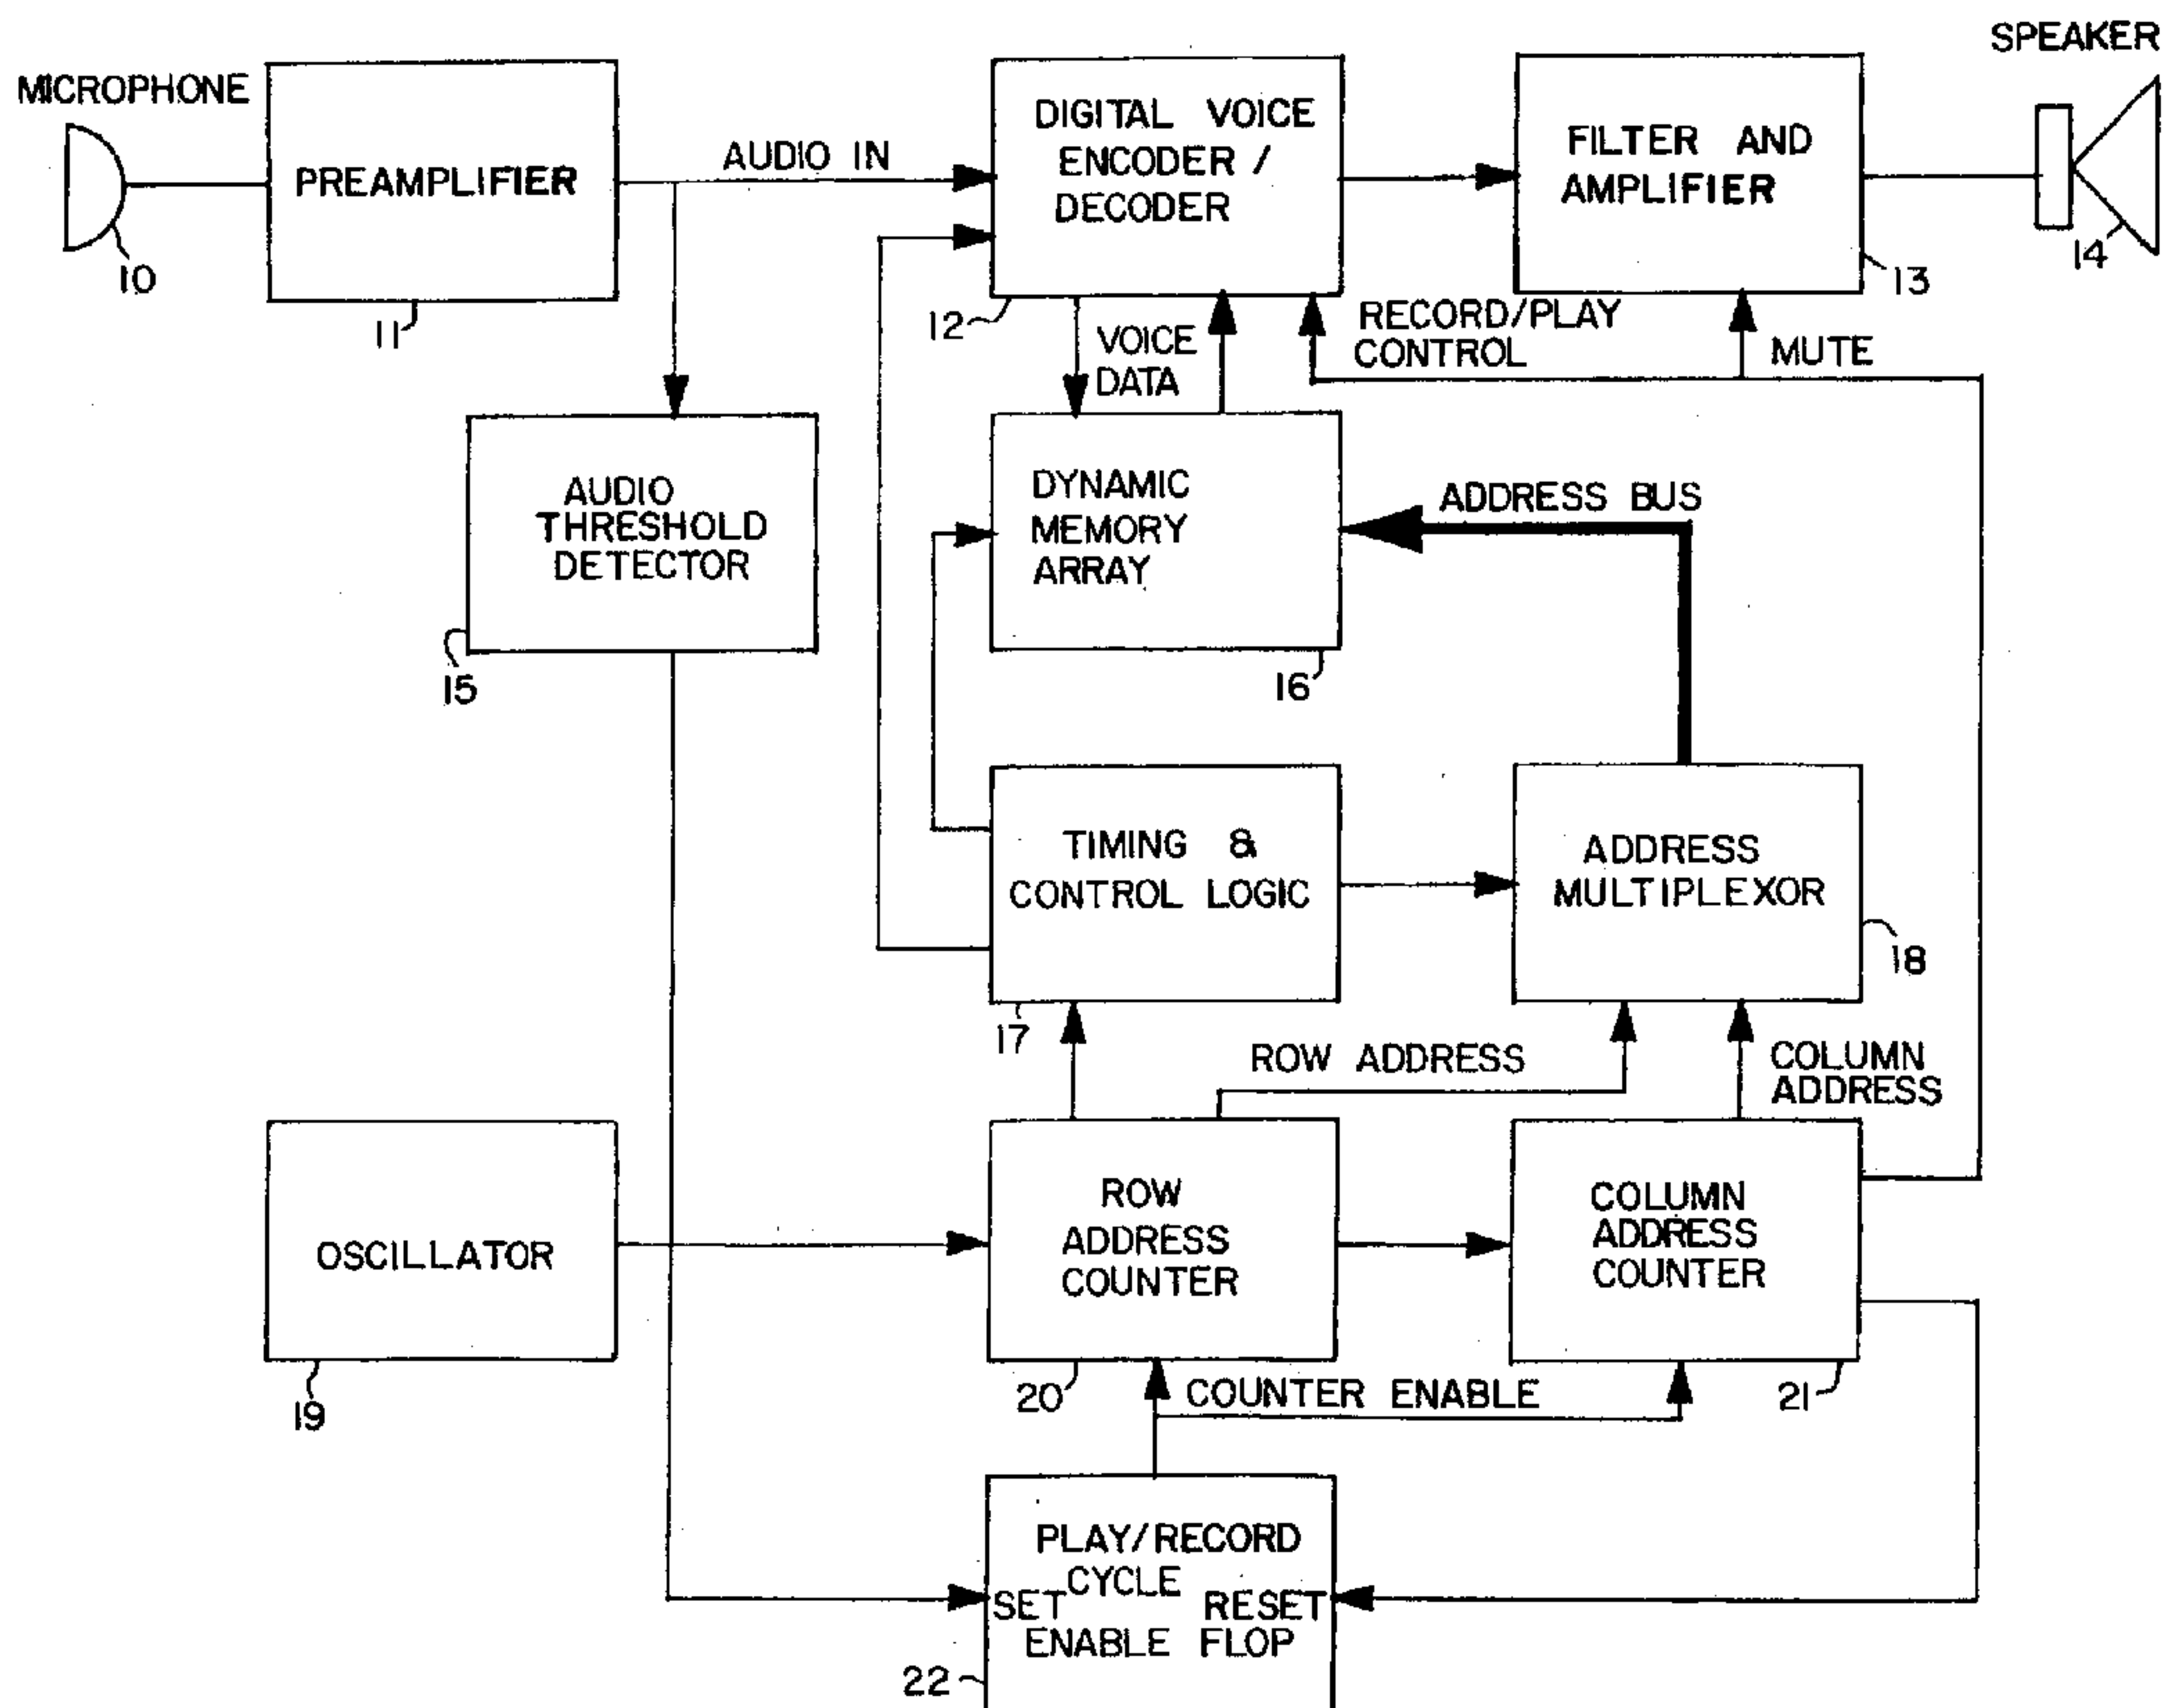 SPEAKER
MICROPHONE
PREAMPLIFIER
AUDIO IN
DIGITAL VOICE
ENCODER /
DECODER
FILTER AND
AMPLIFIER
10
11
12
13
14
VOICE
DATA
RECORD/PLAY
CONTROL
MUTE
AUDIO
THRESHOLD
DETECTOR
15
DYNAMIC
MEMORY
ARRAY
16
ADDRESS BUS
TIMING &
CONTROL LOGIC
17
ADDRESS
MULTIPLEXOR
18
ROW ADDRESS
COLUMN
ADDRESS
OSCILLATOR
19
ROW
ADDRESS
COUNTER
20
COLUMN
ADDRESS
COUNTER
21
COUNTER ENABLE
PLAY/RECORD
CYCLE
SET RESET
ENABLE FLOP
22